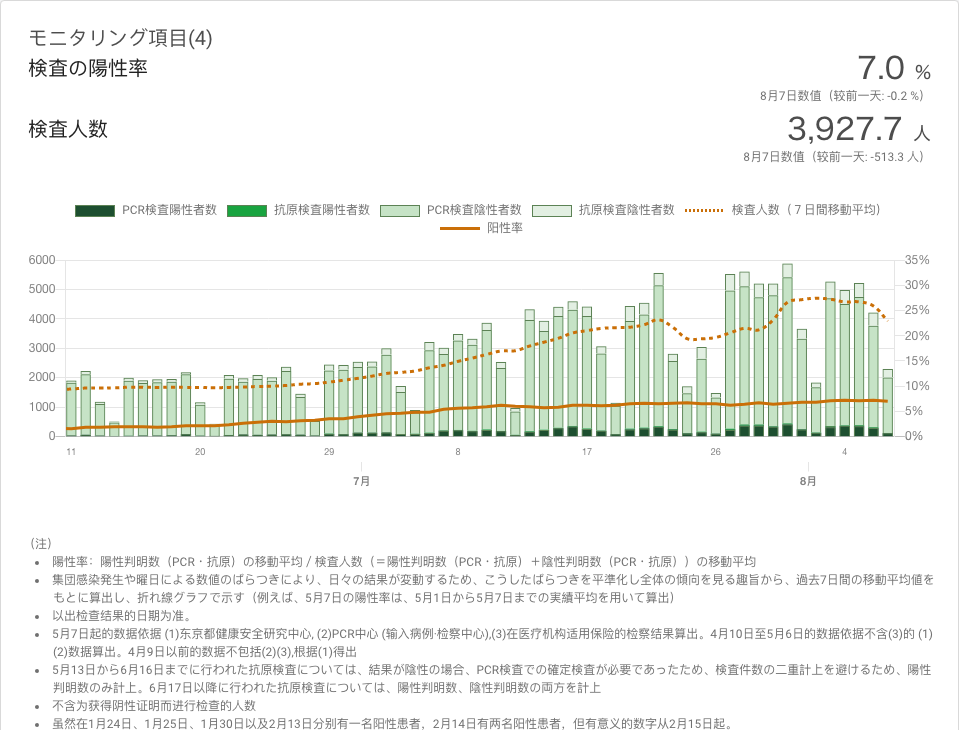 モニタリング項目(4)
検査の陽性率
7.0 %
8月7日数值（较前一天: -0.2 %）
検査人数
3,927.7 人
8月7日数值（较前一天: -513.3 人）
PCR検査陽性者数 抗原検査陽性者数 PCR検査陰性者数 抗原検査陰性者数 検査人数（７日間移動平均）
阳性率
6000 35%
5000 30%
4000 25%
3000 20%
2000 15%
1000 10%
0 5%
0%
11 20 29 8 17 26 4
7月 8月
（注）
• 陽性率：陽性判明数（PCR・抗原）の移動平均 / 検査人数（＝陽性判明数（PCR・抗原）＋陰性判明数（PCR・抗原））の移動平均
• 集団感染発生や曜日による数値のばらつきにより、日々の結果が変動するため、こうしたばらつきを平準化し全体の傾向を見る趣旨から、過去7日間の移動平均値を
もとに算出し、折れ線グラフで示す（例えば、5月7日の陽性率は、5月1日から5月7日までの実績平均を用いて算出）
• 以出检查结果的日期为准。
• 5月7日起的数据依据 (1)东京都健康安全研究中心, (2)PCR中心 (输入病例·检察中心),(3)在医疗机构适用保险的检察结果算出。4月10日至5月6日的数据依据不含(3)的 (1)
(2)数据算出。4月9日以前的数据不包括(2)(3),根据(1)得出
• 5月13日から6月16日までに行われた抗原検査については、結果が陰性の場合、PCR検査での確定検査が必要であったため、検査件数の二重計上を避けるため、陽性
判明数のみ計上。6月17日以降に行われた抗原検査については、陽性判明数、陰性判明数の両方を計上
• 不含为获得阴性证明而进行检查的人数
• 虽然在1月24日、1月25日、1月30日以及2月13日分别有一名阳性患者，2月14日有两名阳性患者，但有意义的数字从2月15日起。